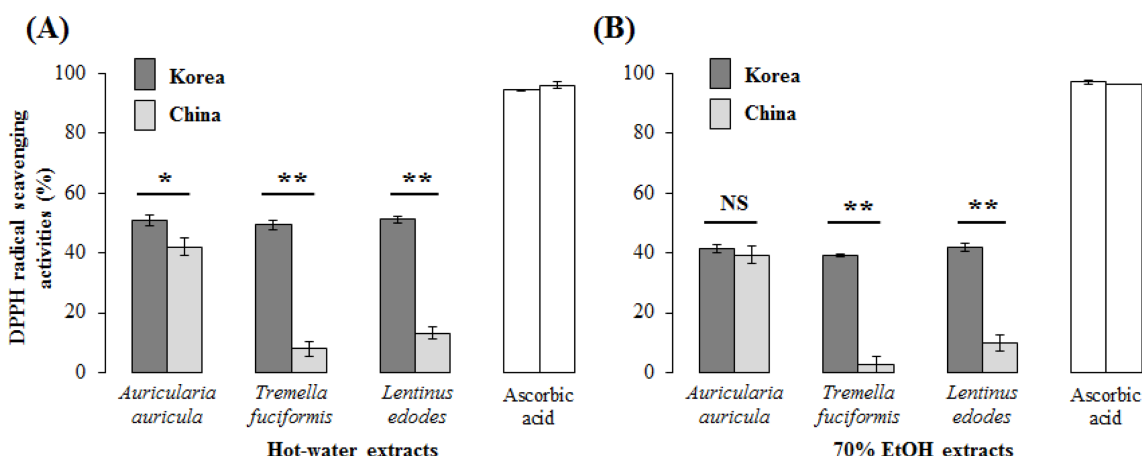 (A)
DPPH radical scavenging
activities (%)
100
80
60
40
20
0
Korea
China
*
**
**
Auricularia
auricula
Tremella
fuciformis
Lentinus
edodes
Ascorbic
acid
Hot-water extracts
(B)
100
80
60
40
20
0
Korea
China
NS
**
**
Auricularia
auricula
Tremella
fuciformis
Lentinus
edodes
Ascorbic
acid
70% EtOH extracts